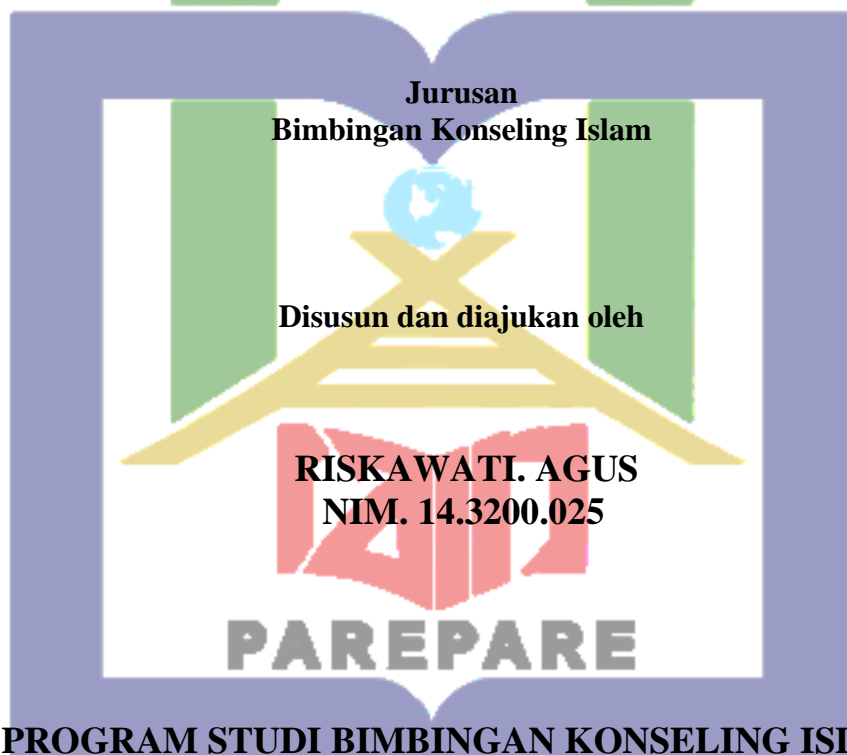 Jurusan
Bimbingan Konseling Islam
Disusun dan diajukan oleh
RISKAWATI. AGUS
NIM. 14.3200.025
PAREPARE
PROGRAM STUDI BIMBINGAN KONSELING